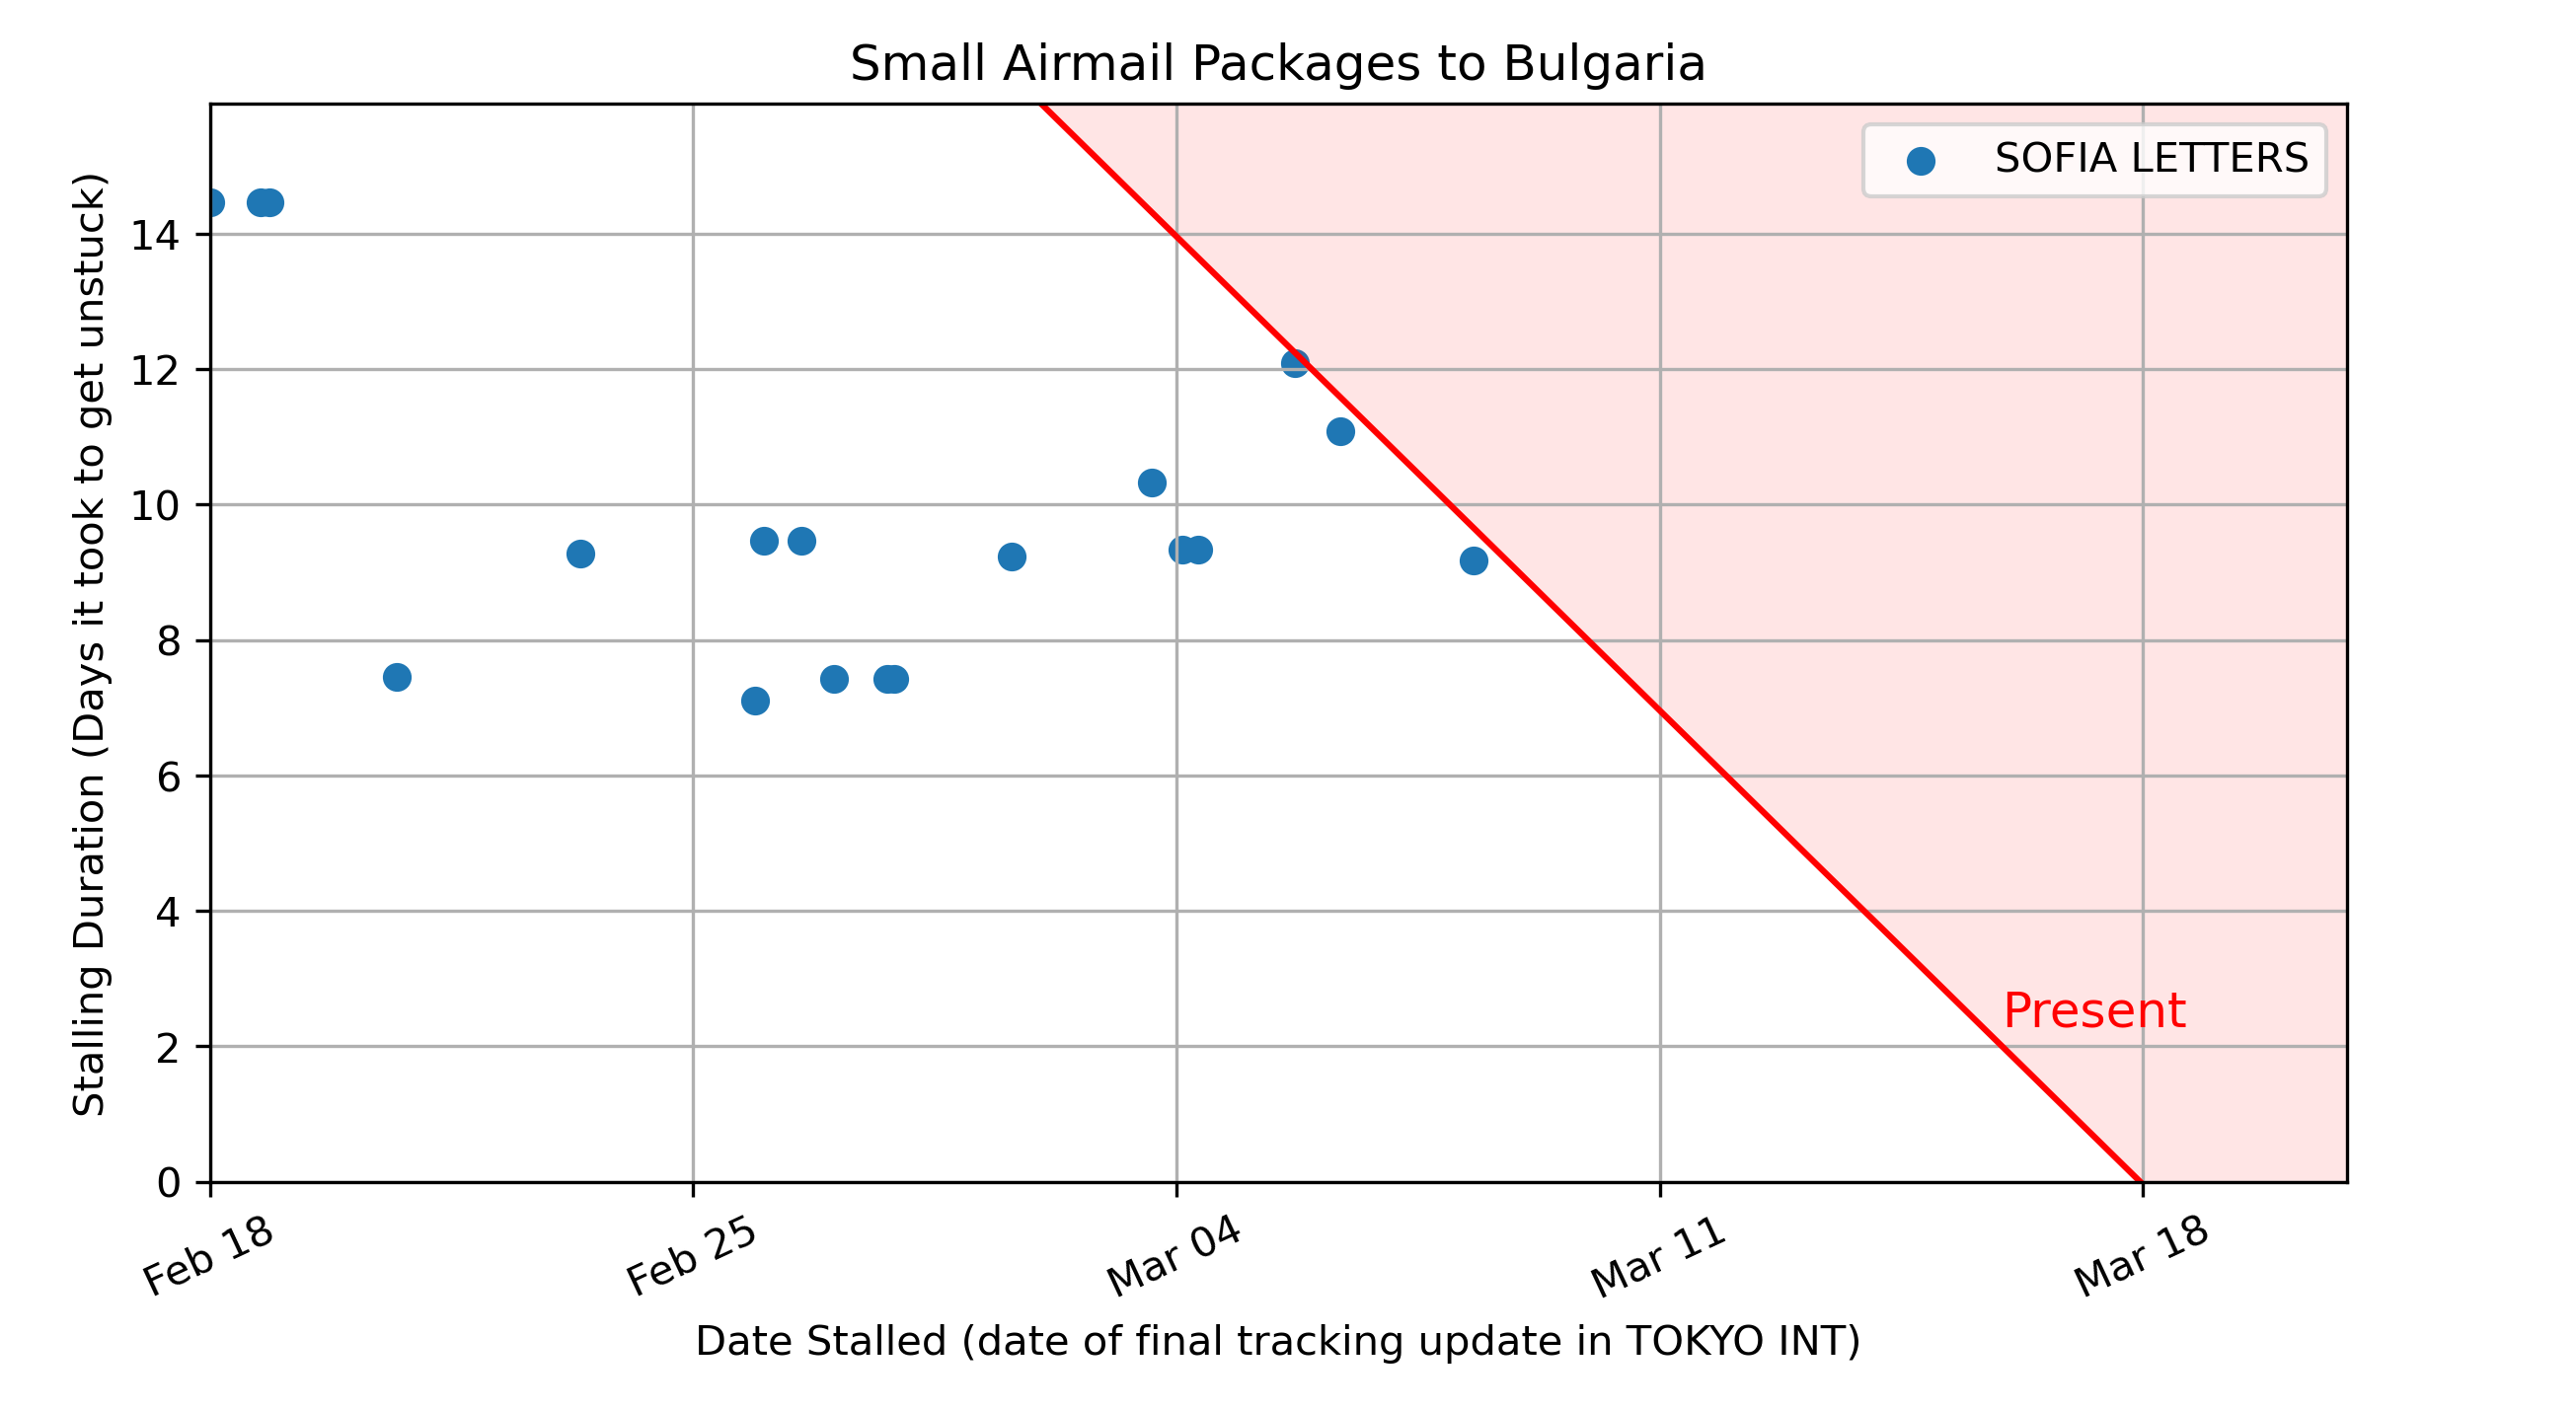 Small Airmail Packages to Bulgaria
SOFIA LETTERS
Stalling Duration (Days it took to get unstuck)
14
12
10
8
6
4
2
0
Present
Feb 18
Feb 25
Mar 04
Mar 11
Mar 18
Date Stalled (date of final tracking update in TOKYO INT)